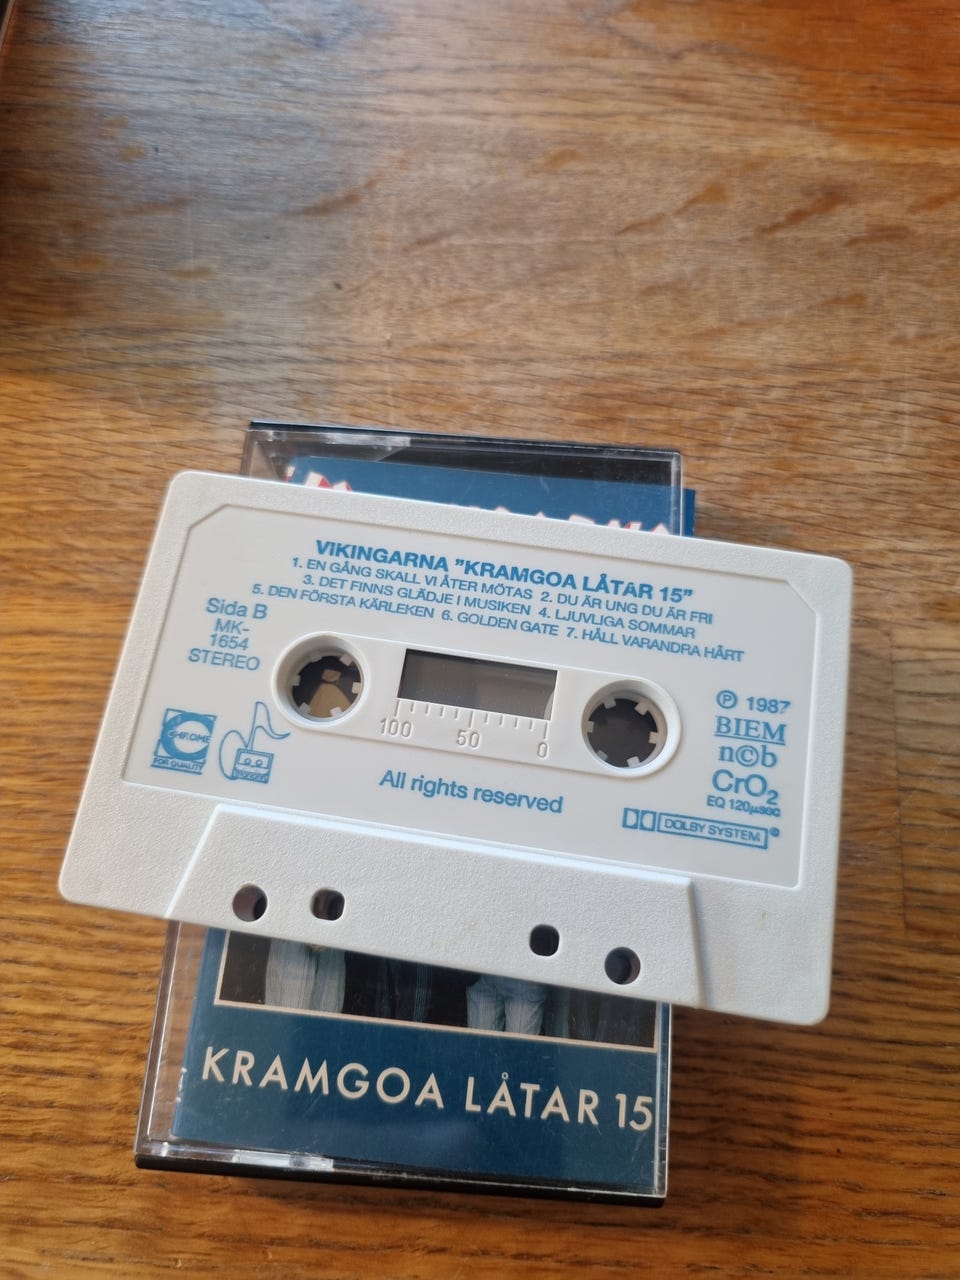 VIKINGARNA "KRAMGOA LÅTAR 15"
1. EN GÅNG SKALL VI ÅTER MÖTAS 2. DU ÄR UNG DU ÄR FRI
3. DET FINNS GLÄDJE I MUSIKEN 4. LJUVLIGA SOMMAR
5. DEN FÖRSTA KÄRLEKEN 6. GOLDEN GATE 7. HÅLL VARANDRA HÅRT
Sida B
MK-
1654
STEREO
CHROME
FOR QUALITY
100 50 0
All rights reserved
℗ 1987
BIEM
n©b
CrO₂
EQ 120µsec
DOLBY SYSTEM®
KRAMGOA LÅTAR 15